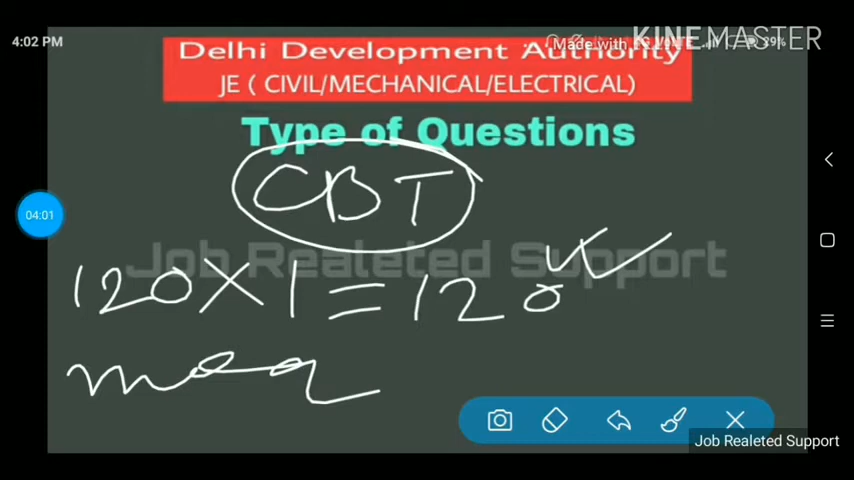 4:02 PM
Made with KINEMASTER
Delhi Development Authority
JE ( CIVIL/MECHANICAL/ELECTRICAL)
Type of Questions
CBT
04:01
Job Realeted Support
120 X 1 = 120
mcq
Job Realeted Support